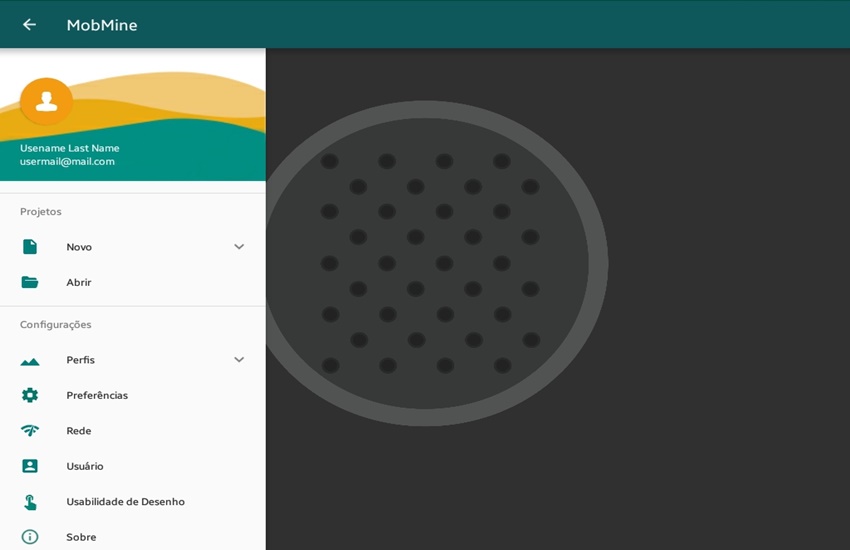 MobMine
Usename Last Name
usermail@mail.com
Projetos
Novo
Abrir
Configurações
Perfis
Preferências
Rede
Usuário
Usabilidade de Desenho
Sobre